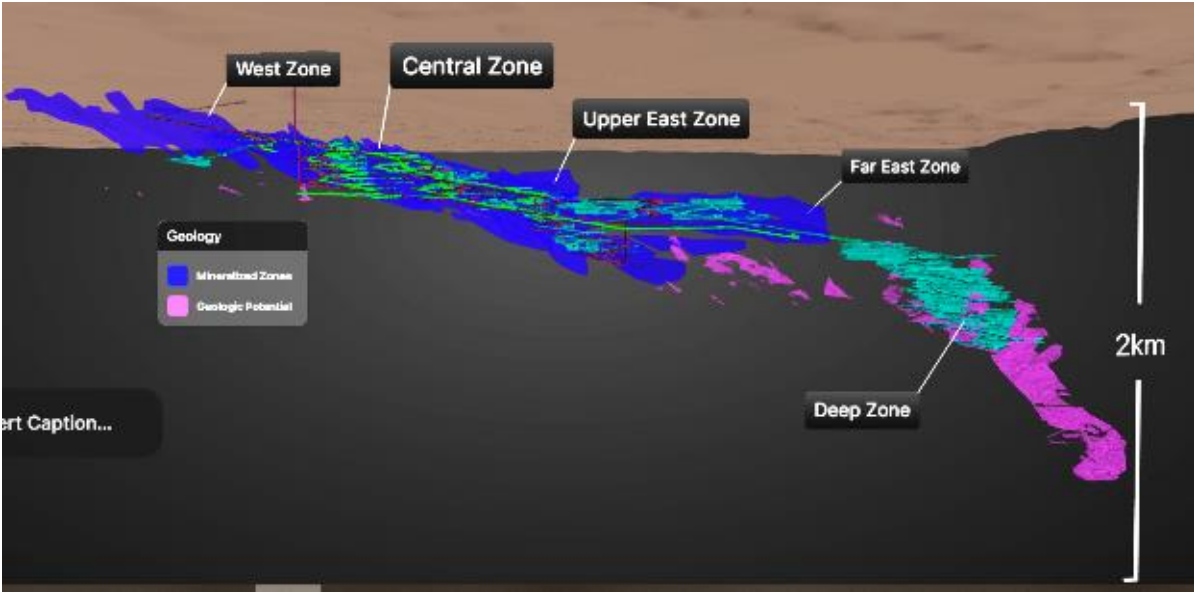 West Zone
Central Zone
Upper East Zone
Far East Zone
Geology
Mineralized Zones
Geologic Potential
2km
Deep Zone
ert Caption...